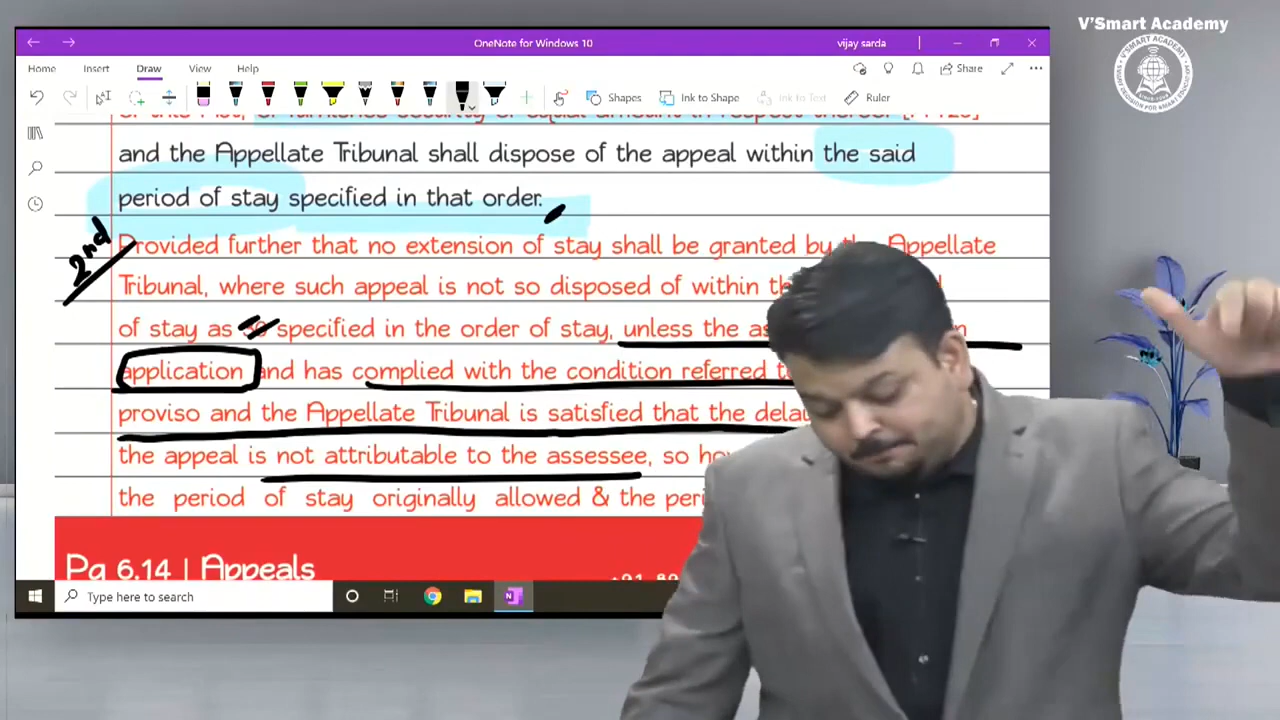 V'Smart Academy
OneNote for Windows 10
vijay sarda
Home Insert Draw View Help
Share
Shapes Ink to Shape Ink to Text Ruler
and the Appellate Tribunal shall dispose of the appeal within the said
period of stay specified in that order.
2nd
Provided further that no extension of stay shall be granted by Appellate
Tribunal, where such appeal is not so disposed of within
of stay as so specified in the order of stay, unless the
application and has complied with the condition referred
proviso and the Appellate Tribunal is satisfied that the
the appeal is not attributable to the assessee, so
the period of stay originally allowed & the
Pg 6.14 | Appeals
Type here to search